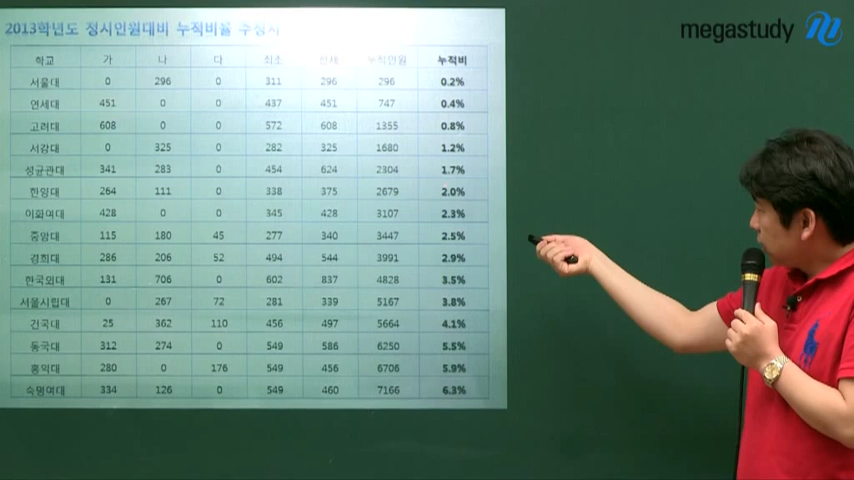 2013학년도 정시인원대비 누적비율 추정치
megastudy
학교 가 나 다 최초 전체 누적인원 누적비
서울대 0 296 0 311 296 296 0.2%
연세대 451 0 0 437 451 747 0.4%
고려대 608 0 0 572 608 1355 0.8%
서강대 0 325 0 282 325 1680 1.2%
성균관대 341 283 0 454 624 2304 1.7%
한양대 264 111 0 338 375 2679 2.0%
이화여대 428 0 0 345 428 3107 2.3%
중앙대 115 180 45 277 340 3447 2.5%
경희대 286 206 52 494 544 3991 2.9%
한국외대 131 706 0 602 837 4828 3.5%
서울시립대 0 267 72 281 339 5167 3.8%
건국대 25 362 110 456 497 5664 4.1%
동국대 312 274 0 549 586 6250 5.5%
홍익대 280 0 176 549 456 6706 5.9%
숙명여대 334 126 0 549 460 7166 6.3%